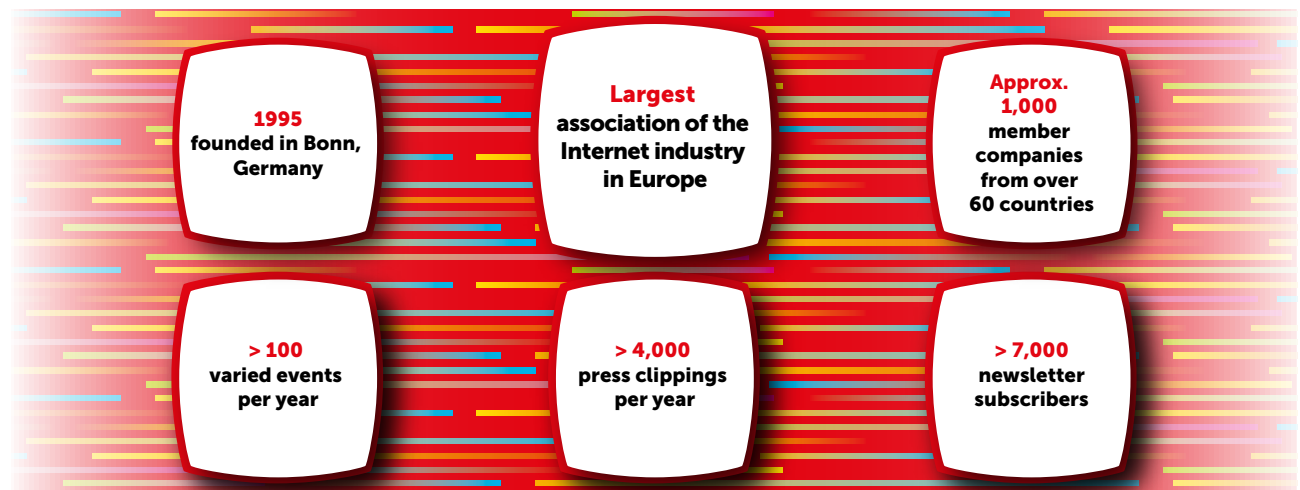 1995
founded in Bonn,
Germany
Largest
association of the
Internet industry
in Europe
Approx.
1,000
member
companies
from over
60 countries
> 100
varied events
per year
> 4,000
press clippings
per year
> 7,000
newsletter
subscribers